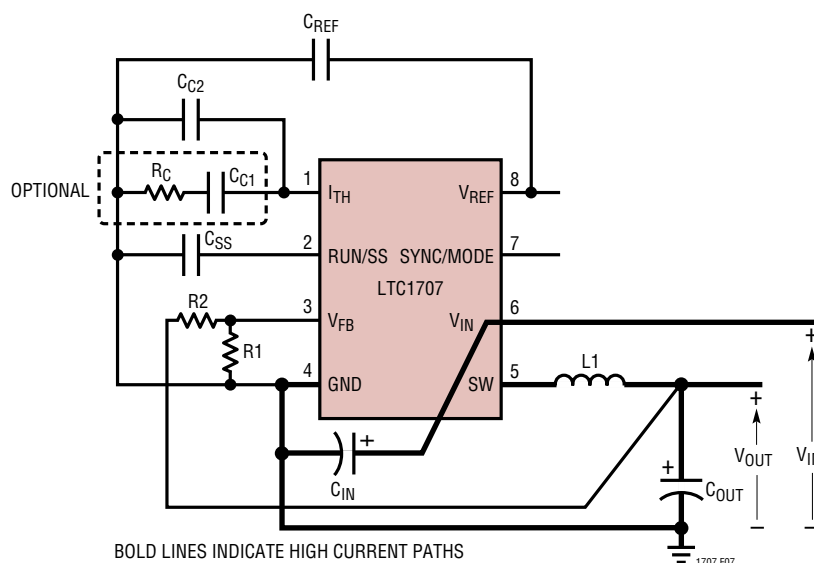 CREF
CC2
OPTIONAL
RC
CC1
1
ITH
VREF
8
CSS
2
RUN/SS
SYNC/MODE
7
LTC1707
R2
3
VFB
VIN
6
R1
4
GND
SW
5
L1
+
+
+
CIN
+
COUT
VOUT
VI
−
−
BOLD LINES INDICATE HIGH CURRENT PATHS
1707 F07